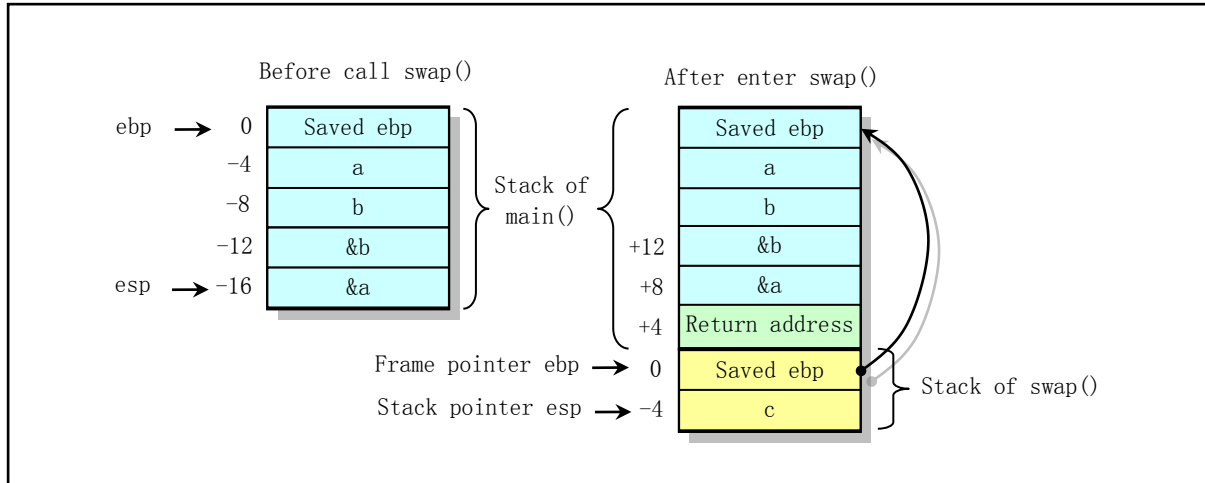 Before call swap()
After enter swap()
ebp
0
Saved ebp
-4
a
-8
b
-12
&b
esp
-16
&a
Stack of
main()
Saved ebp
a
b
+12
&b
+8
&a
+4
Return address
Frame pointer ebp
0
Saved ebp
Stack pointer esp
-4
c
Stack of swap()